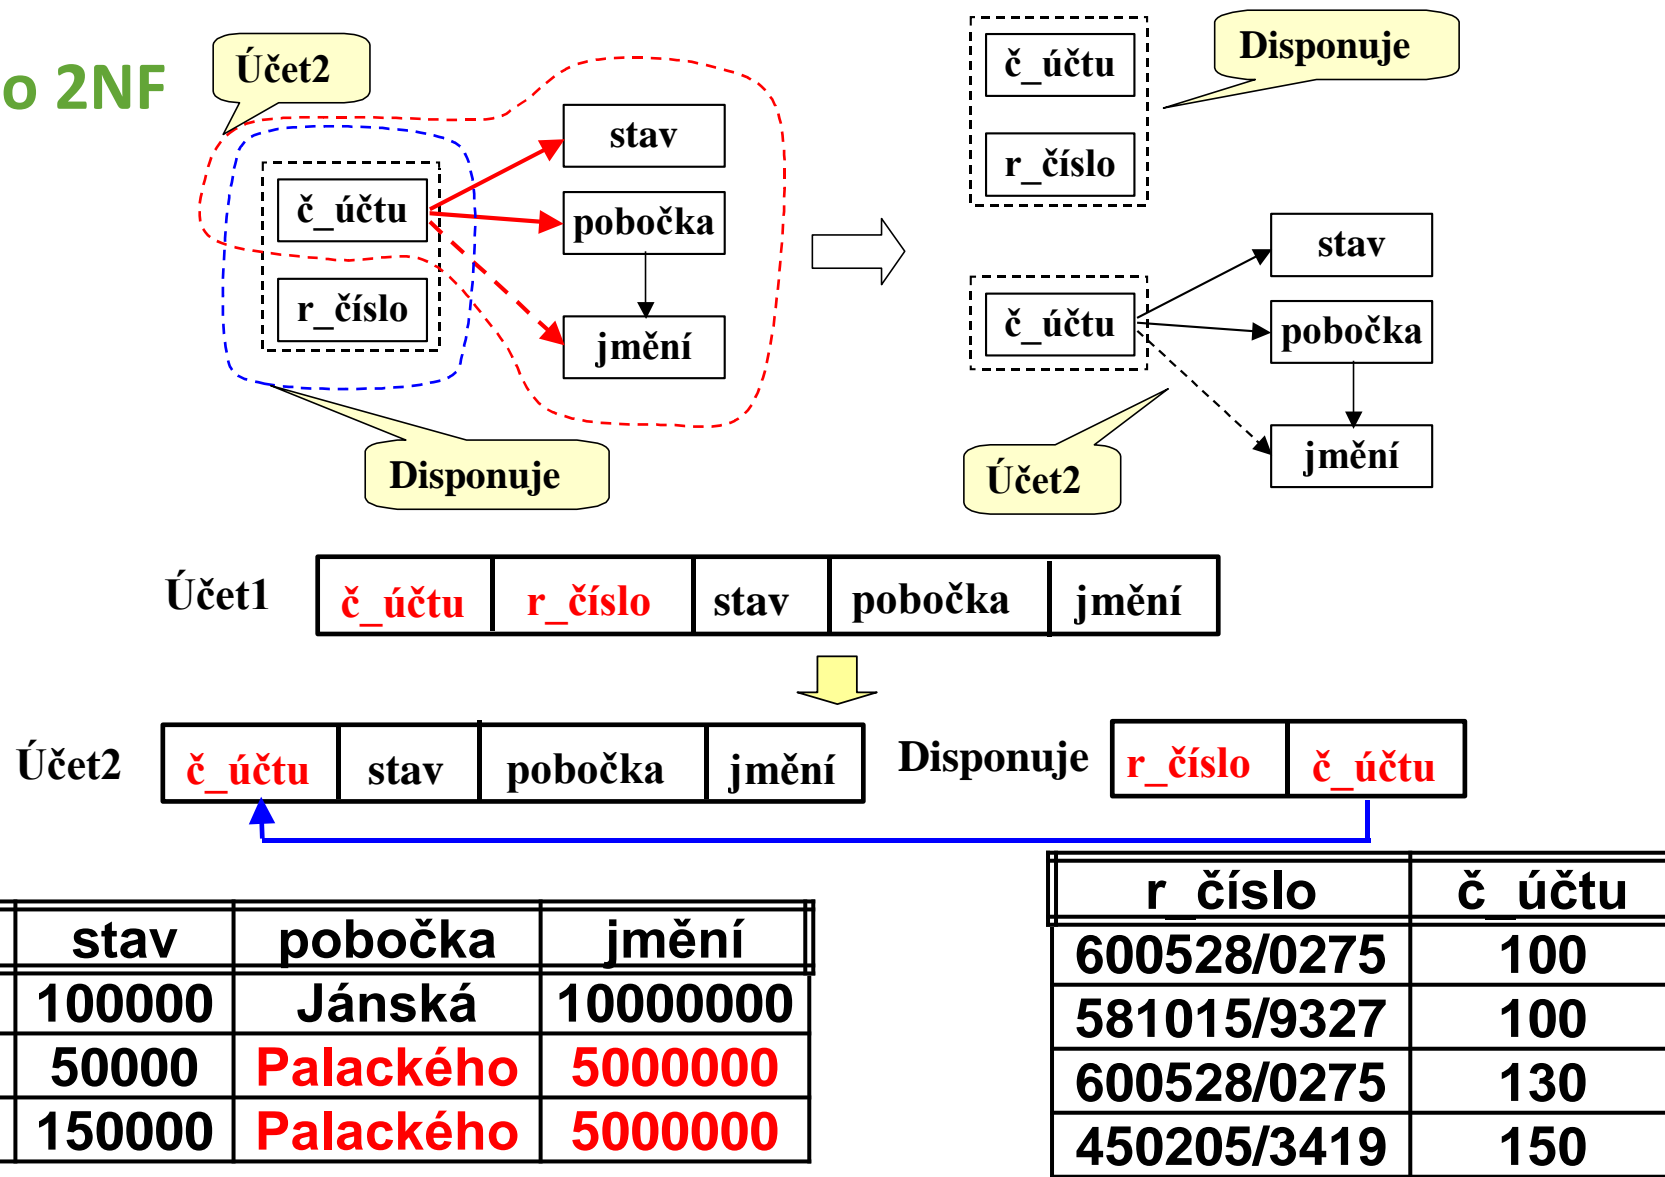 o 2NF
Účet2
stav
č_účtu
pobočka
r_číslo
jmění
Disponuje
č_účtu
Disponuje
r_číslo
stav
č_účtu
pobočka
jmění
Účet2
Účet1 č_účtu r_číslo stav pobočka jmění
Účet2 č_účtu stav pobočka jmění
Disponuje r_číslo č_účtu
stav pobočka jmění
100000 Jánská 10000000
50000 Palackého 5000000
150000 Palackého 5000000
r_číslo č_účtu
600528/0275 100
581015/9327 100
600528/0275 130
450205/3419 150